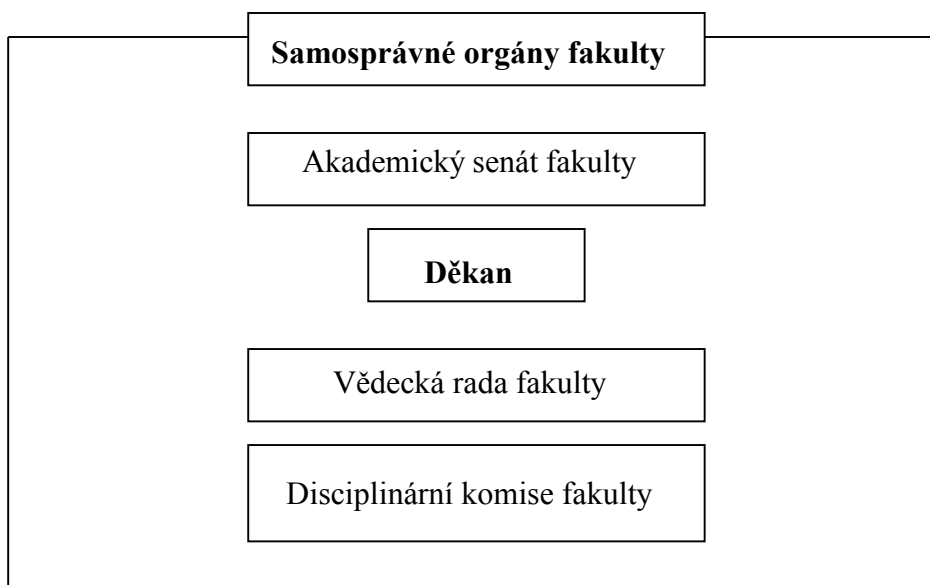 Samosprávné orgány fakulty
Akademický senát fakulty
Děkan
Vědecká rada fakulty
Disciplinární komise fakulty